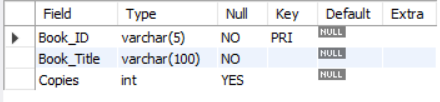 Field Type Null Key Default Extra
Book_ID varchar(5) NO PRI NULL
Book_Title varchar(100) NO NULL
Copies int YES NULL